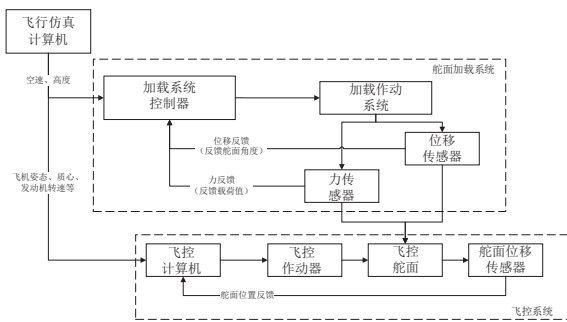 飞行仿真
计算机
舵面加载系统
空速、高度
加载系统
控制器
加载作动
系统
位移反馈
（反馈舵面角度）
位移
传感器
飞机姿态、质心、
发动机转速等
力反馈
（反馈载荷值）
力传
感器
飞控
计算机
飞控
作动器
飞控
舵面
舵面位移
传感器
舵面位置反馈
飞控系统